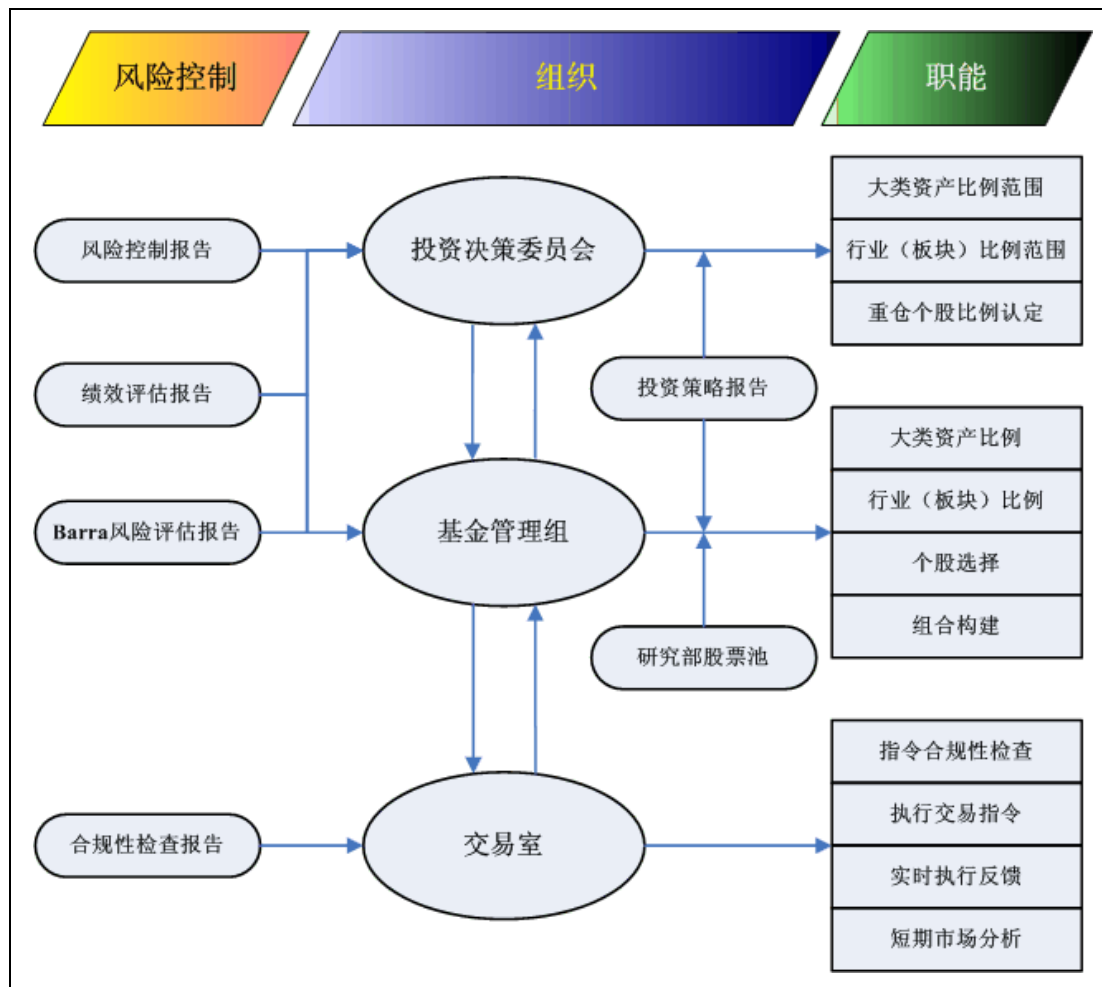 风险控制
组织
职能
风险控制报告
绩效评估报告
Barra风险评估报告
合规性检查报告
投资决策委员会
基金管理组
交易室
投资策略报告
研究部股票池
大类资产比例范围
行业（板块）比例范围
重仓个股比例认定
大类资产比例
行业（板块）比例
个股选择
组合构建
指令合规性检查
执行交易指令
实时执行反馈
短期市场分析